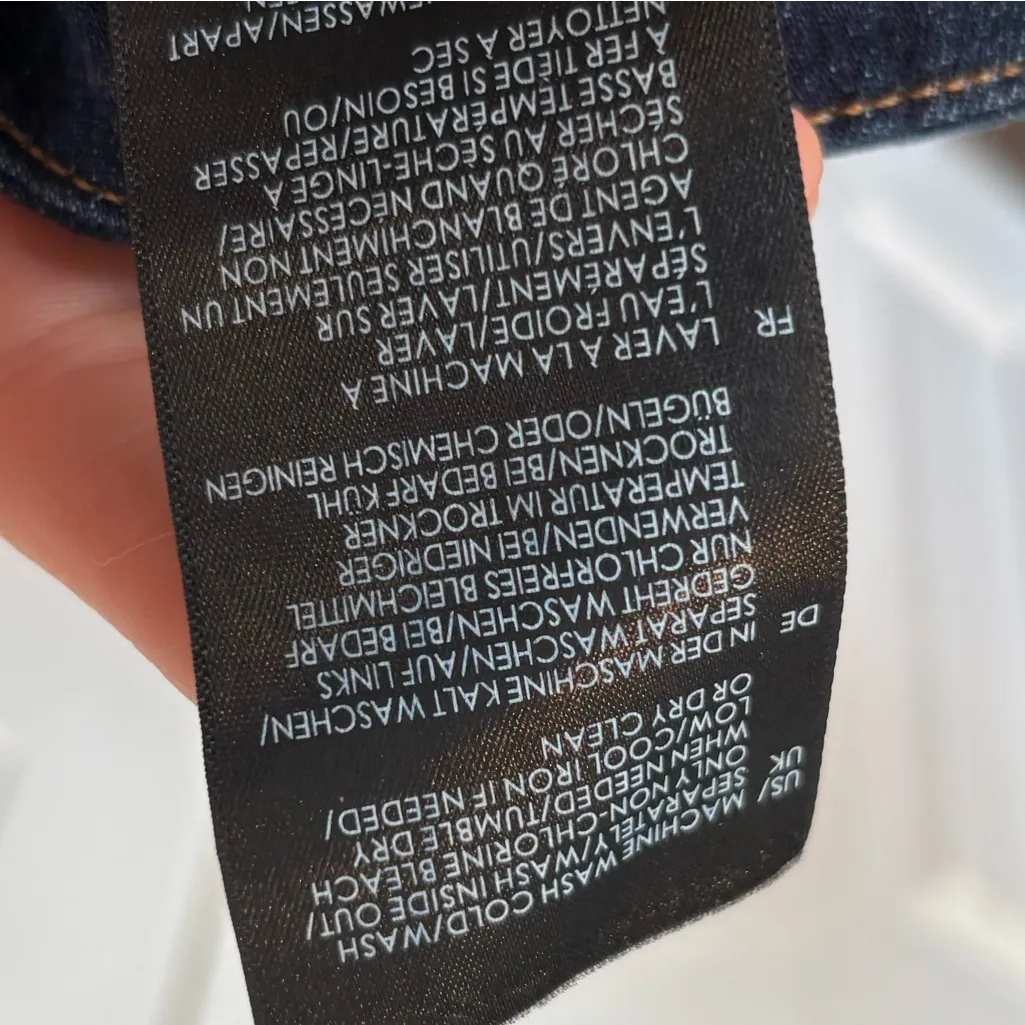 US/
UK
MACHINE WASH COLD/WASH
SEPARATELY/WASH INSIDE OUT/
ONLY NON-CHLORINE BLEACH
WHEN NEEDED/TUMBLE DRY
LOW/COOL IRON IF NEEDED/
OR DRY CLEAN
DE
IN DER MASCHINE KALT WASCHEN/
SEPARAT WASCHEN/AUF LINKS
GEDREHT WASCHEN/BEI BEDARF
NUR CHLORFREIES BLEICHMITTEL
VERWENDEN/BEI NIEDRIGER
TEMPERATUR IM TROCKNER
TROCKNEN/BEI BEDARF KÜHL
BÜGELN/ODER CHEMISCH REINIGEN
FR
LAVER À LA MACHINE À
L'EAU FROIDE/LAVER
SÉPARÉMENT/LAVER SUR
L'ENVERS/UTILISER SEULEMENT UN
AGENT DE BLANCHIMENT NON
CHLORÉ QUAND NÉCESSAIRE/
SÉCHER AU SÈCHE-LINGE À
BASSE TEMPÉRATURE/REPASSER
À FER TIÈDE SI BESOIN/OU
NETTOYER À SEC
WASSEN/APART